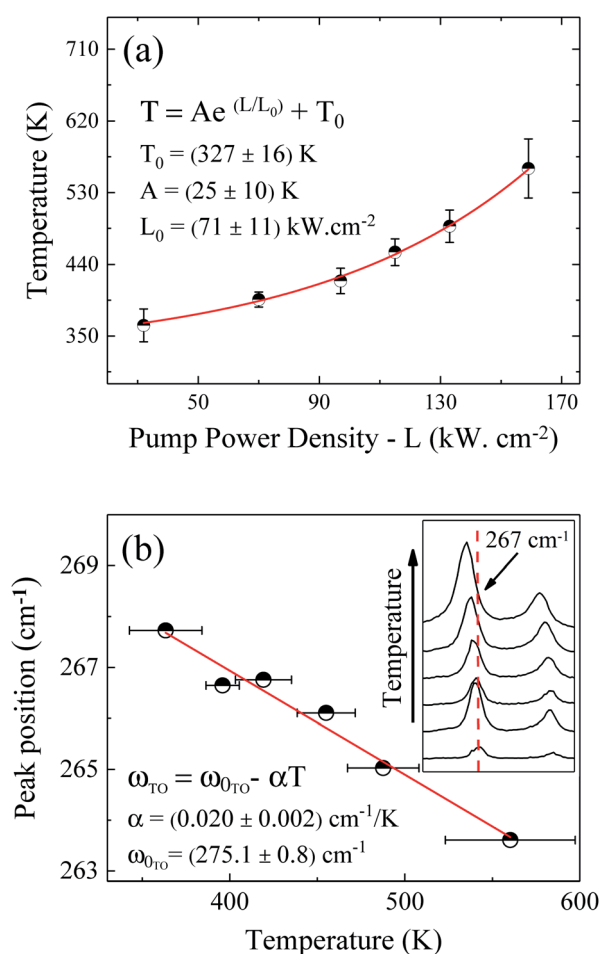 (a)
T = Ae (L/L₀) + T₀
T₀ = (327 ± 16) K
A = (25 ± 10) K
L₀ = (71 ± 11) kW.cm⁻²
Temperature (K)
710
620
530
440
350
50 90 130 170
Pump Power Density - L (kW. cm⁻²)
(b)
267 cm⁻¹
Temperature
Peak position (cm⁻¹)
269
267
265
263
ω_TO = ω_0TO - αT
α = (0.020 ± 0.002) cm⁻¹/K
ω_0TO = (275.1 ± 0.8) cm⁻¹
400 500 600
Temperature (K)